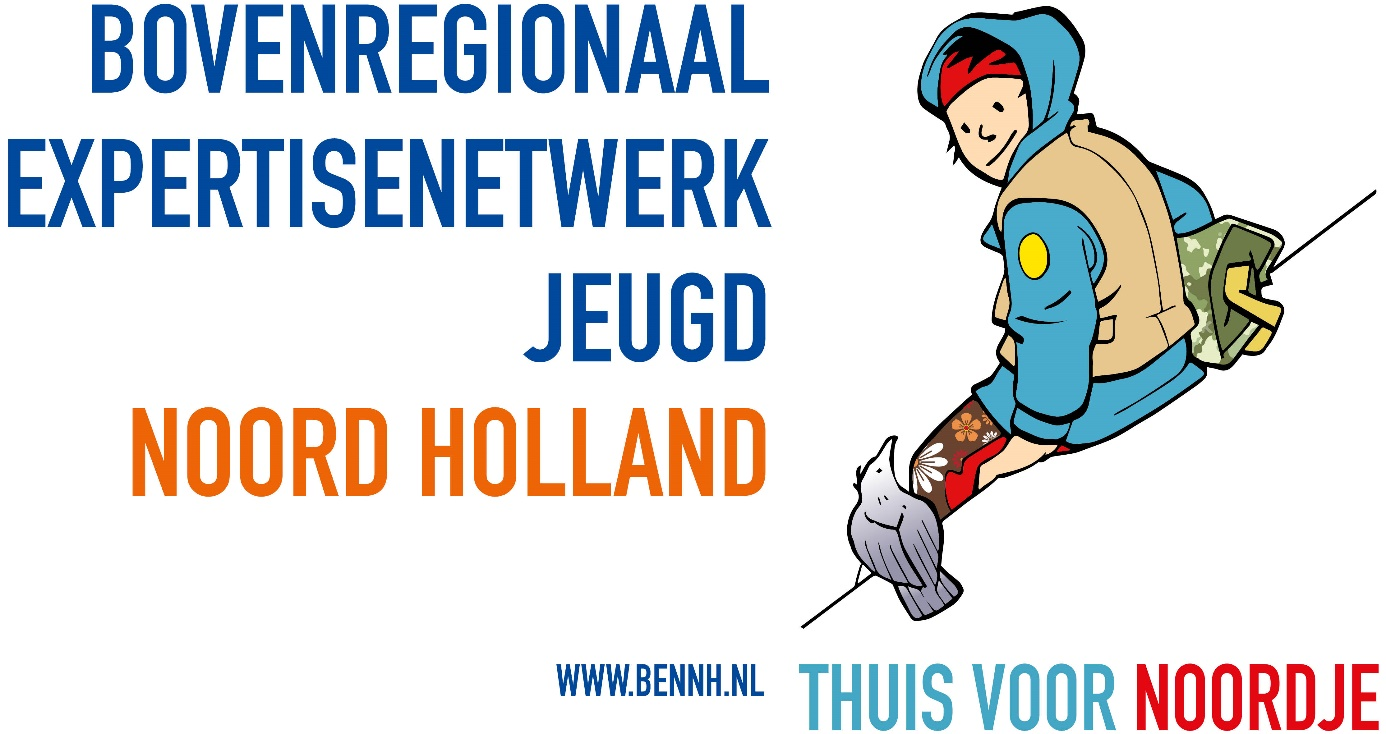 BOVENREGIONAAL
EXPERTISENETWERK
JEUGD
NOORD HOLLAND
WWW.BENNH.NL
THUIS VOOR NOORDJE